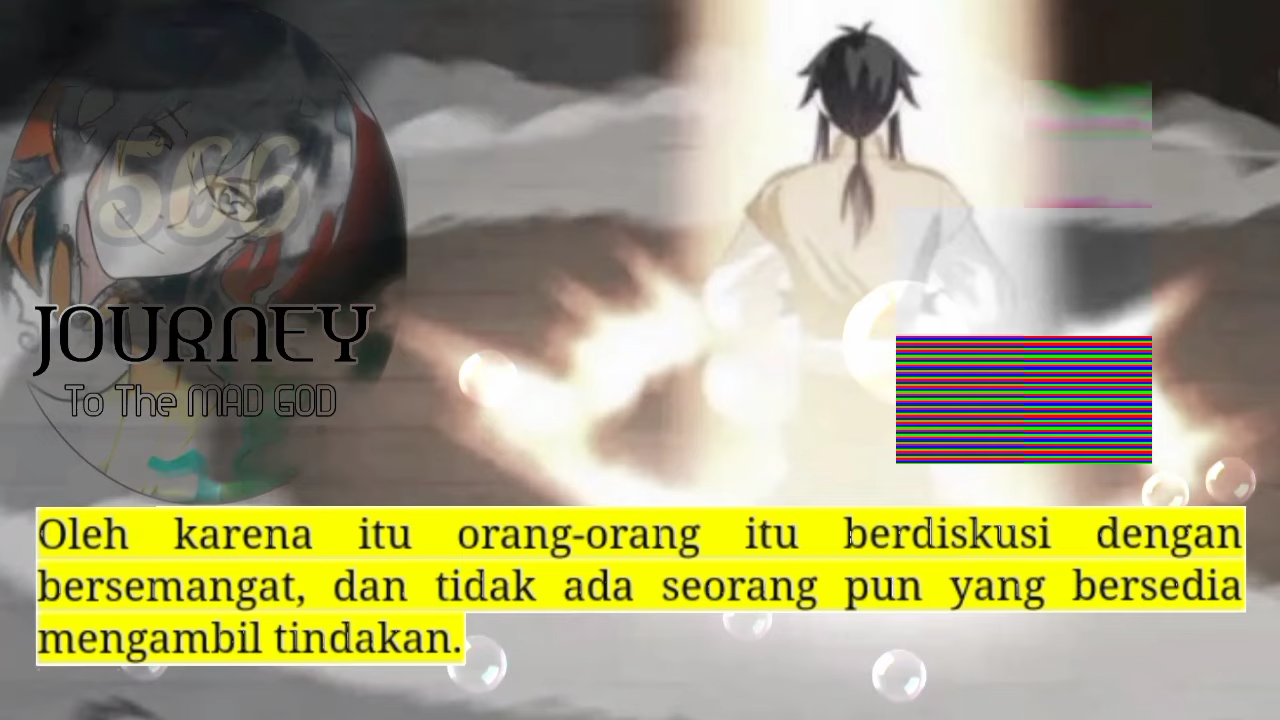 566
JOURNEY
To The MAD GOD
Oleh karena itu orang-orang itu berdiskusi dengan
bersemangat, dan tidak ada seorang pun yang bersedia
mengambil tindakan.